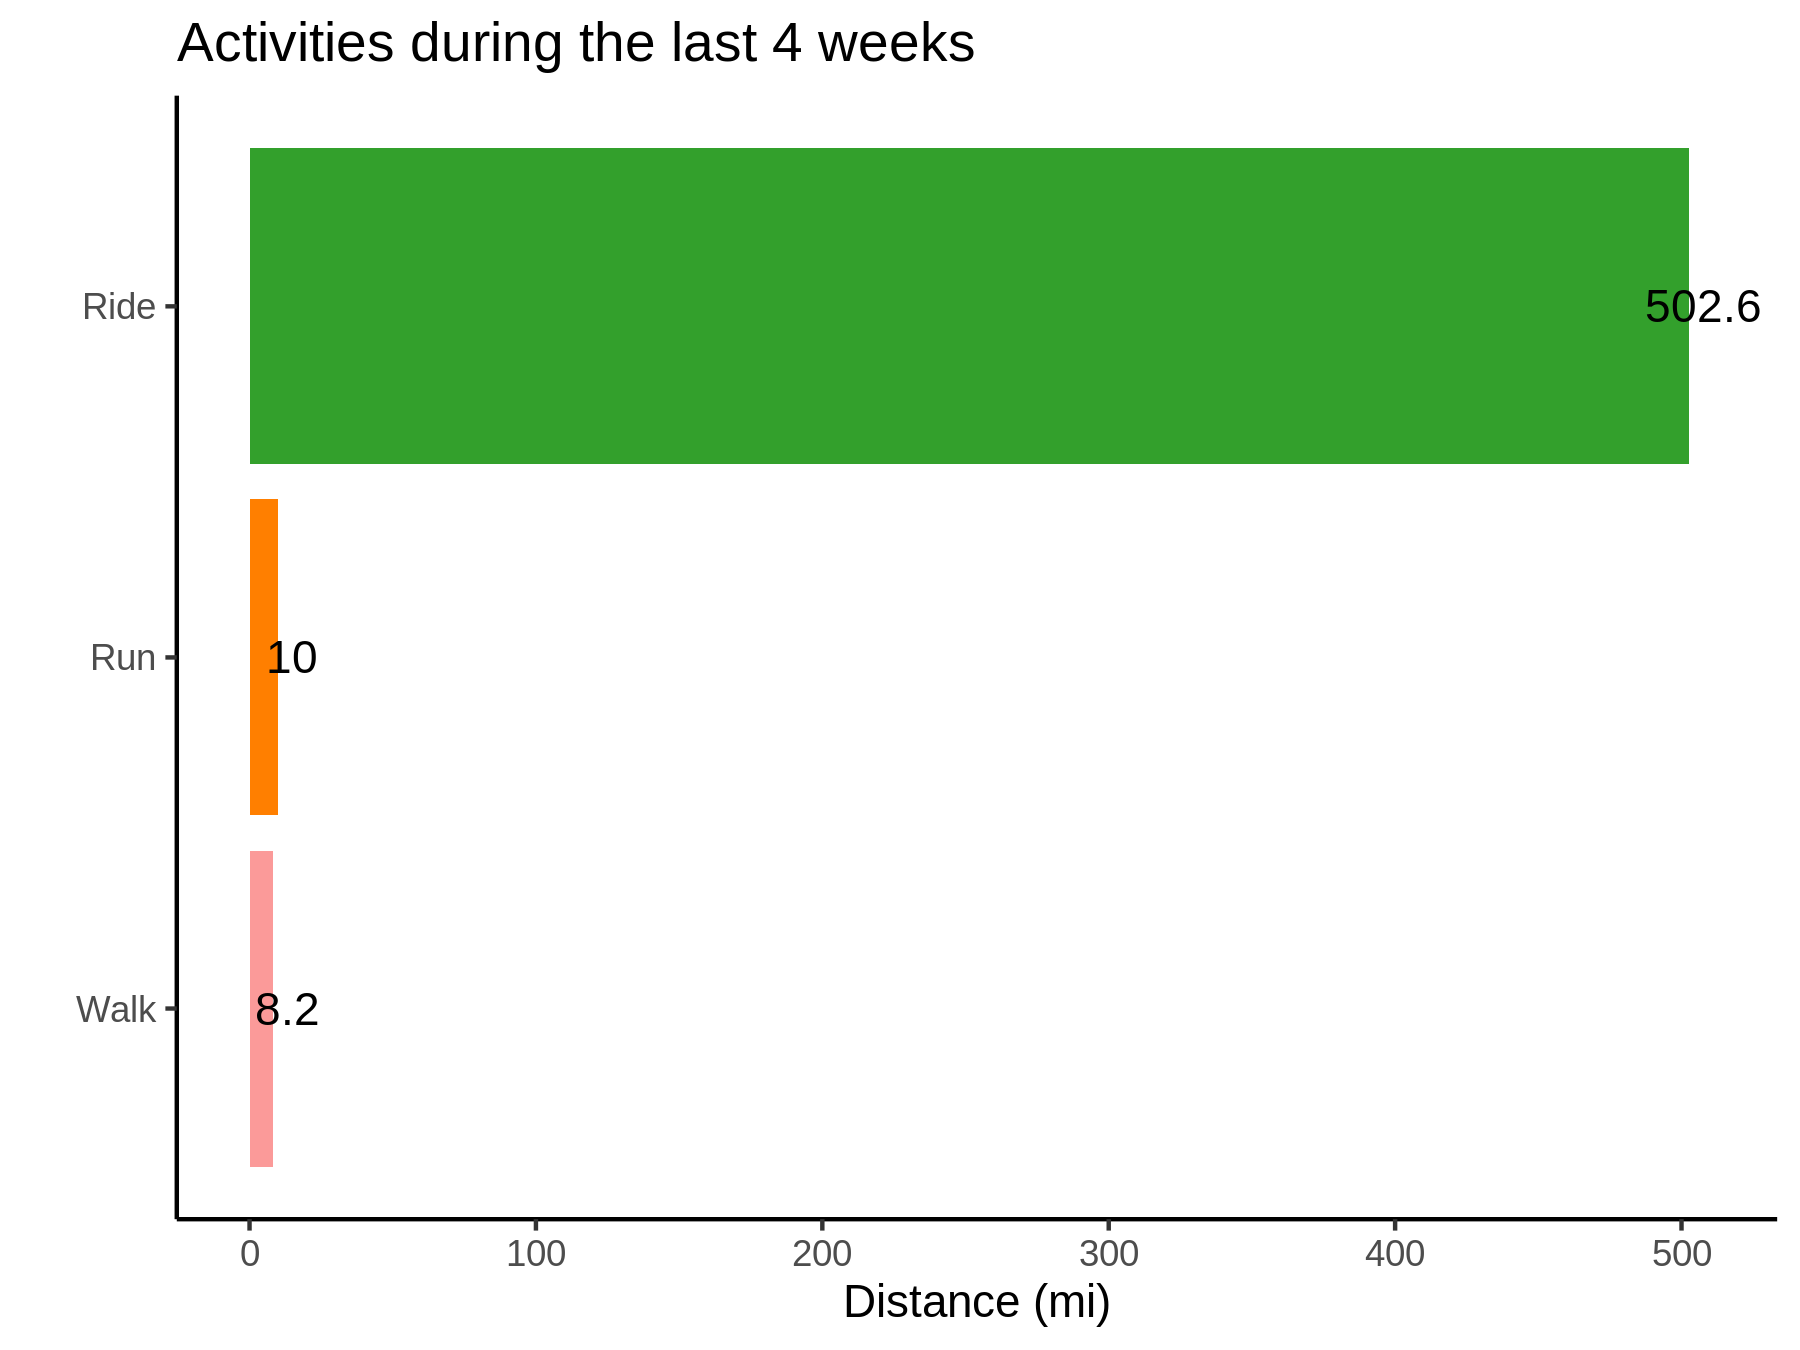 Activities during the last 4 weeks
Ride
502.6
Run
10
Walk
8.2
0 100 200 300 400 500
Distance (mi)